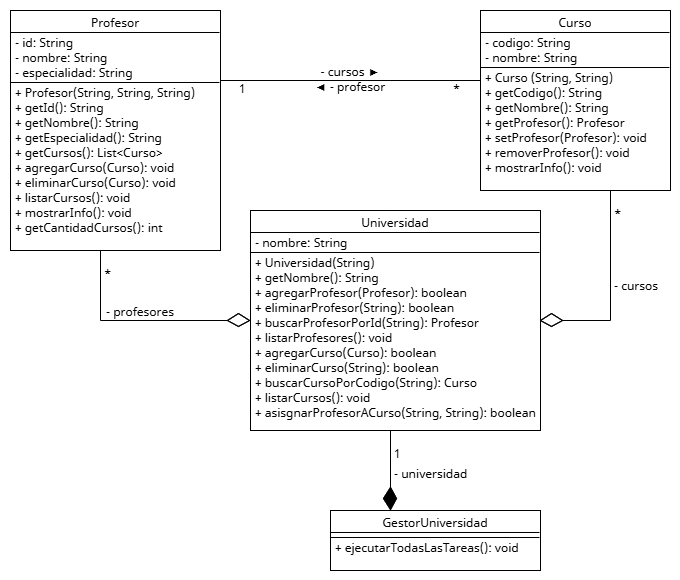 Profesor
- id: String
- nombre: String
- especialidad: String
+ Profesor(String, String, String)
+ getId(): String
+ getNombre(): String
+ getEspecialidad(): String
+ getCursos(): List<Curso>
+ agregarCurso(Curso): void
+ eliminarCurso(Curso): void
+ listarCursos(): void
+ mostrarInfo(): void
+ getCantidadCursos(): int
- cursos ►
◄ - profesor
1
*
Curso
- codigo: String
- nombre: String
+ Curso (String, String)
+ getCodigo(): String
+ getNombre(): String
+ getProfesor(): Profesor
+ setProfesor(Profesor): void
+ removerProfesor(): void
+ mostrarInfo(): void
*
- profesores
*
- cursos
Universidad
- nombre: String
+ Universidad(String)
+ getNombre(): String
+ agregarProfesor(Profesor): boolean
+ eliminarProfesor(String): boolean
+ buscarProfesorPorId(String): Profesor
+ listarProfesores(): void
+ agregarCurso(Curso): boolean
+ eliminarCurso(String): boolean
+ buscarCursoPorCodigo(String): Curso
+ listarCursos(): void
+ asisgnarProfesorACurso(String, String): boolean
1
- universidad
GestorUniversidad
+ ejecutarTodasLasTareas(): void